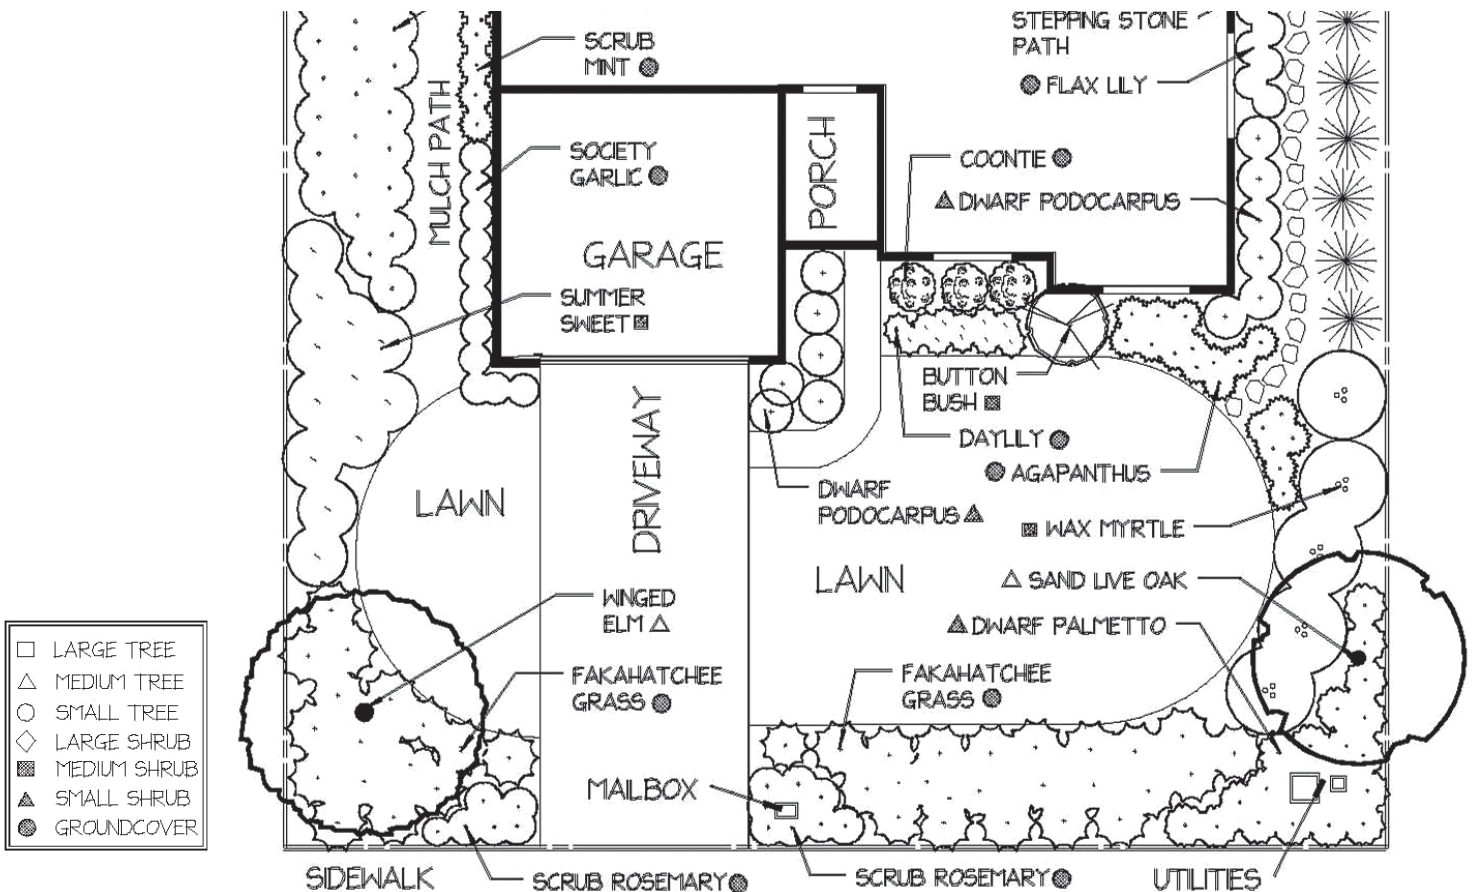 STEPPING STONE
PATH
SCRUB
MINT
FLAX LILY
MULCH PATH
SOCIETY
GARLIC
PORCH
COONTIE
DWARF PODOCARPUS
GARAGE
SUMMER
SWEET
BUTTON
BUSH
DRIVEWAY
DAYLILY
AGAPANTHUS
LAWN
DWARF
PODOCARPUS
WAX MYRTLE
LAWN
SAND LIVE OAK
WINGED
ELM
DWARF PALMETTO
FAKAHATCHEE
GRASS
FAKAHATCHEE
GRASS
LARGE TREE
MEDIUM TREE
SMALL TREE
LARGE SHRUB
MEDIUM SHRUB
SMALL SHRUB
GROUNDCOVER
MAILBOX
SIDEWALK
SCRUB ROSEMARY
SCRUB ROSEMARY
UTILITIES